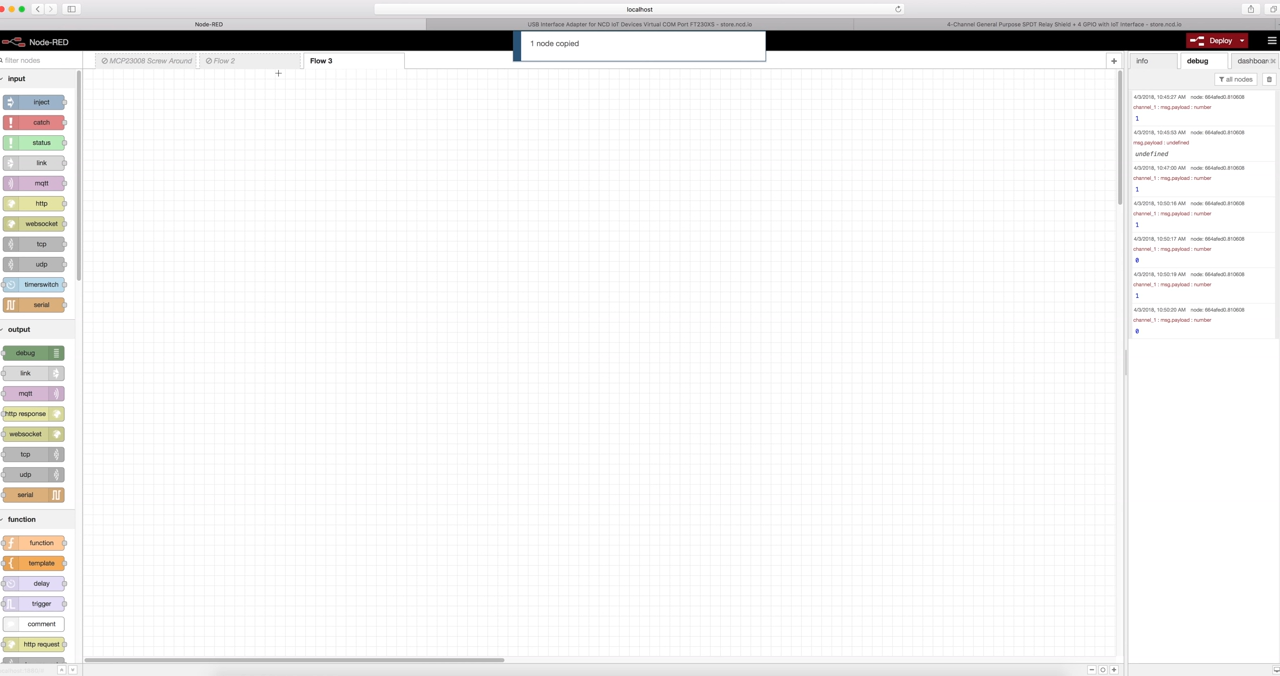 localhost
Node-RED
USB Interface Adapter for NCD IoT Devices Virtual COM Port FT230XS - store.ncd.io
4-Channel General Purpose SPDT Relay Shield + 4 GPIO with IoT Interface - store.ncd.io
Node-RED
1 node copied
Deploy
filter nodes
MCP23008 Screw Around
Flow 2
Flow 3
info
debug
dashboar
all nodes
input
inject
catch
status
link
mqtt
http
websocket
tcp
udp
timerswitch
serial
output
debug
link
mqtt
http response
websocket
tcp
udp
serial
function
function
template
delay
trigger
comment
http request
4/3/2018, 10:45:27 AM node: 864afed0.810608
channel_1 : msg.payload : number
1
4/3/2018, 10:45:53 AM node: 864afed0.810608
msg.payload : undefined
undefined
4/3/2018, 10:47:00 AM node: 864afed0.810608
channel_1 : msg.payload : number
1
4/3/2018, 10:50:16 AM node: 864afed0.810608
channel_1 : msg.payload : number
1
4/3/2018, 10:50:17 AM node: 864afed0.810608
channel_1 : msg.payload : number
0
4/3/2018, 10:50:19 AM node: 864afed0.810608
channel_1 : msg.payload : number
1
4/3/2018, 10:50:20 AM node: 864afed0.810608
channel_1 : msg.payload : number
0